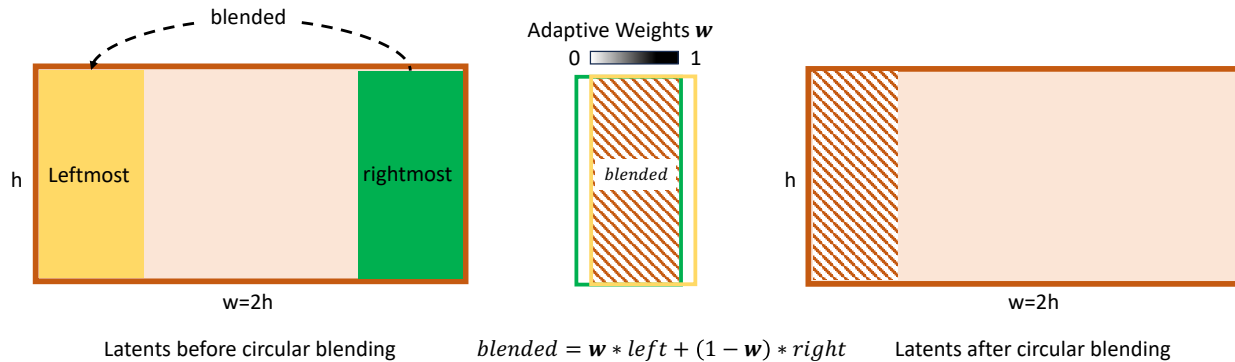 blended
Adaptive Weights w
0 1
h
Leftmost
rightmost
blended
h
w=2h
w=2h
Latents before circular blending
blended = w * left + (1 − w) * right
Latents after circular blending